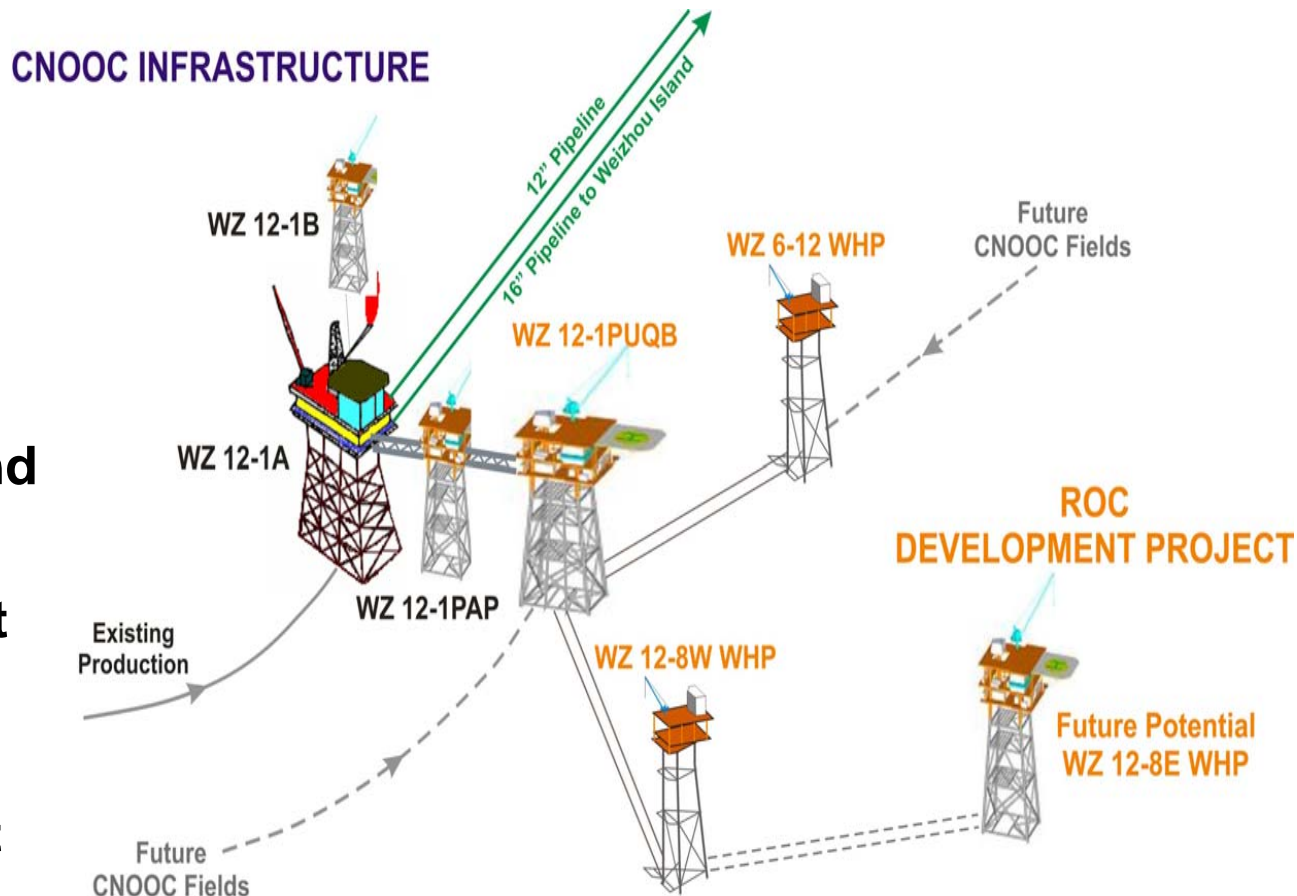 CNOOC INFRASTRUCTURE
12” Pipeline
16” Pipeline to Weizhou Island
WZ 12-1B
Future
CNOOC Fields
WZ 6-12 WHP
WZ 12-1PUQB
WZ 12-1A
ROC
DEVELOPMENT PROJECT
WZ 12-1PAP
Existing
Production
WZ 12-8W WHP
Future Potential
WZ 12-8E WHP
Future
CNOOC Fields